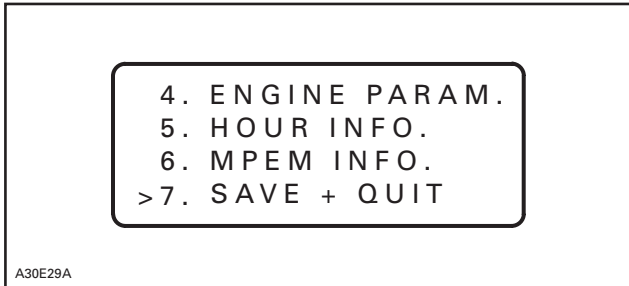 4. ENGINE PARAM.
5. HOUR INFO.
6. MPEM INFO.
>7. SAVE + QUIT
A30E29A